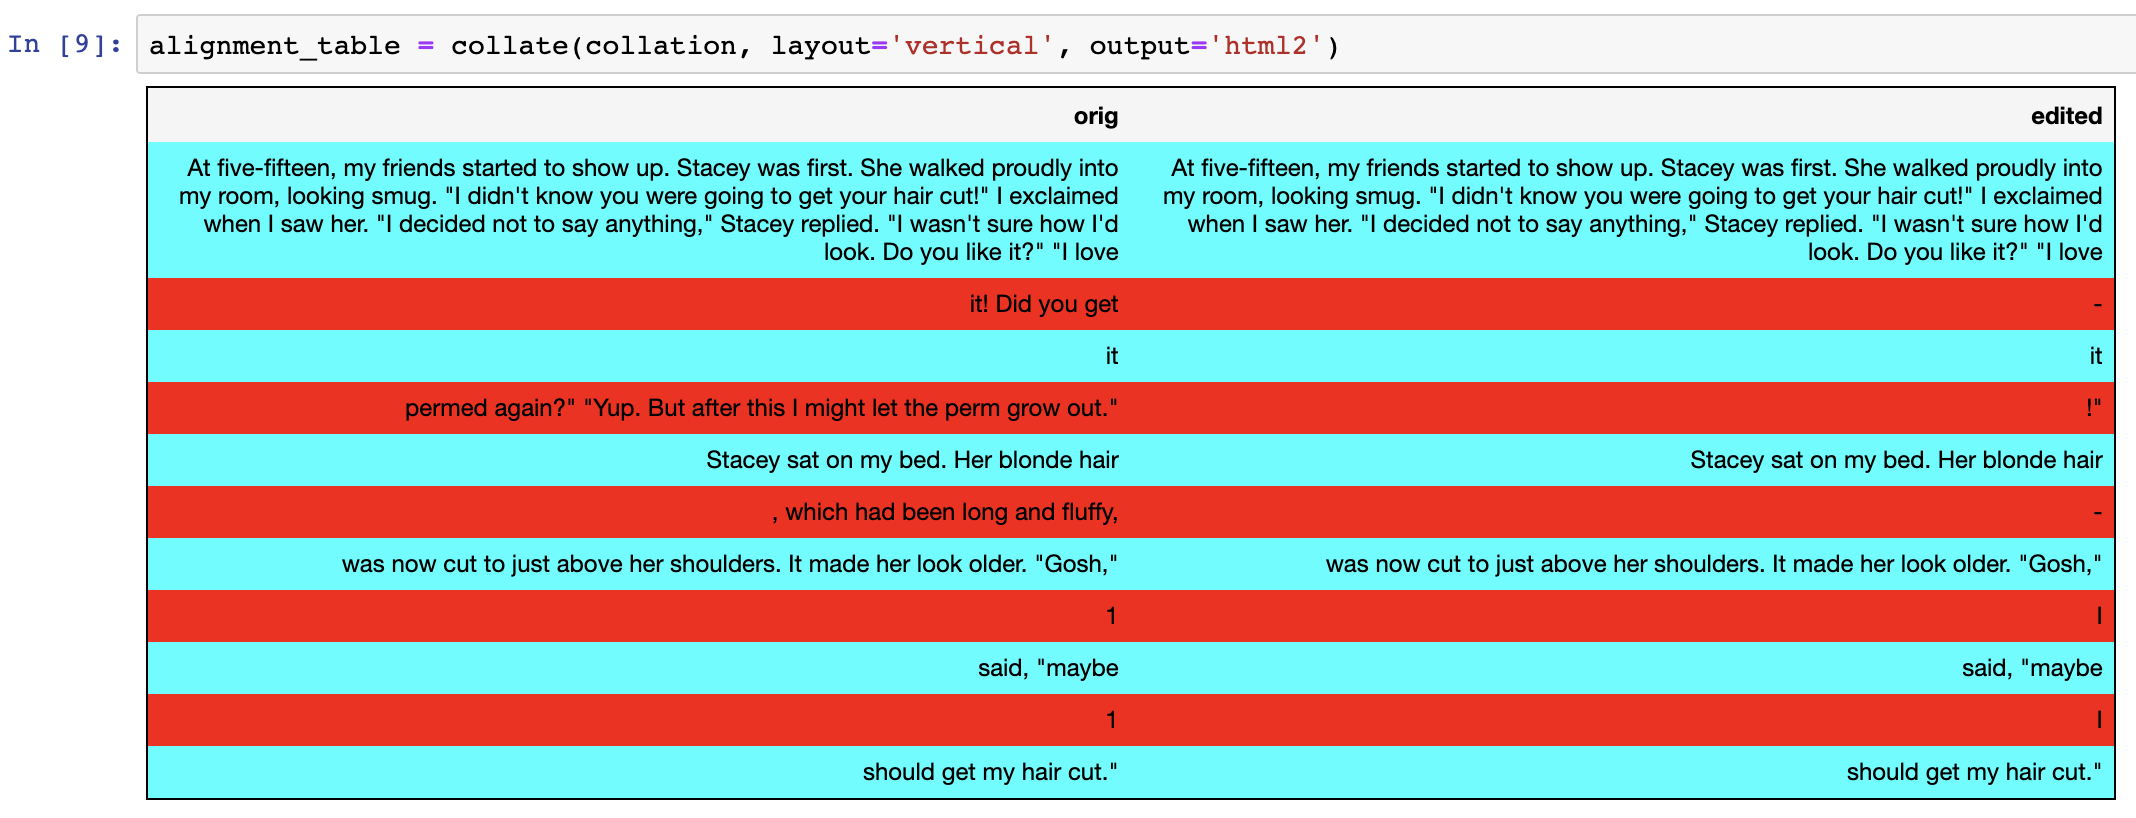 In [9]: alignment_table = collate(collation, layout='vertical', output='html2')
orig edited
At five-fifteen, my friends started to show up. Stacey was first. She walked proudly into
my room, looking smug. "I didn't know you were going to get your hair cut!" I exclaimed
when I saw her. "I decided not to say anything," Stacey replied. "I wasn't sure how I'd
look. Do you like it?" "I love
At five-fifteen, my friends started to show up. Stacey was first. She walked proudly into
my room, looking smug. "I didn't know you were going to get your hair cut!" I exclaimed
when I saw her. "I decided not to say anything," Stacey replied. "I wasn't sure how I'd
look. Do you like it?" "I love
it! Did you get -
it it
permed again?" "Yup. But after this I might let the perm grow out." !"
Stacey sat on my bed. Her blonde hair Stacey sat on my bed. Her blonde hair
, which had been long and fluffy, -
was now cut to just above her shoulders. It made her look older. "Gosh," was now cut to just above her shoulders. It made her look older. "Gosh,"
1 I
said, "maybe said, "maybe
1 I
should get my hair cut." should get my hair cut."